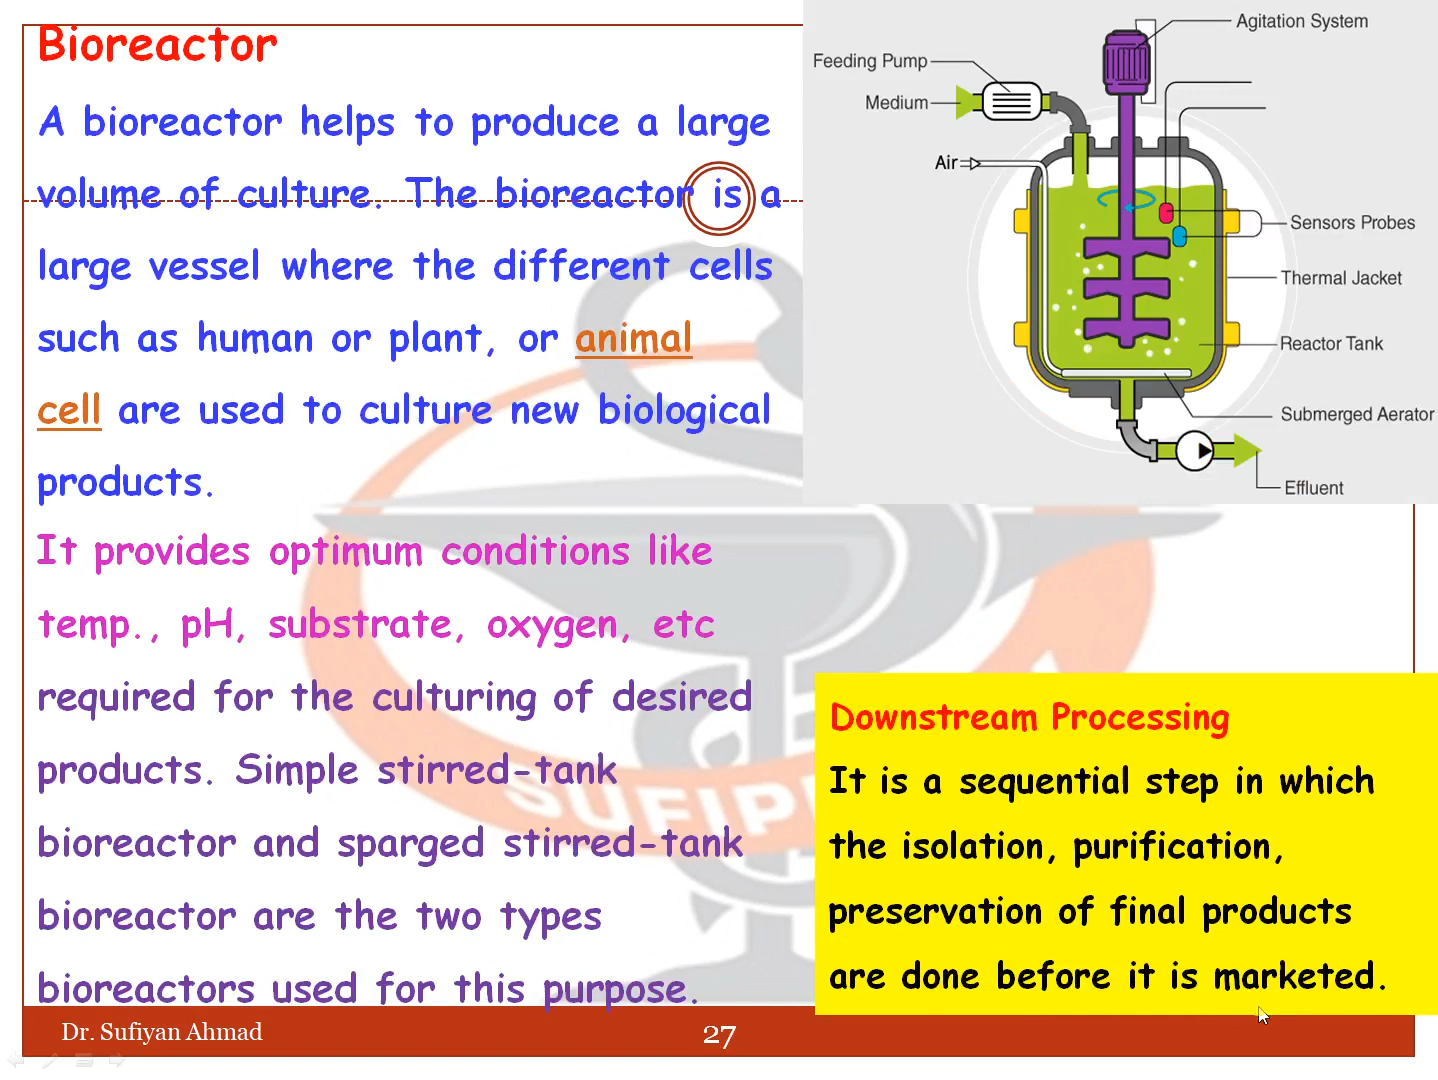 Bioreactor
A bioreactor helps to produce a large
volume of culture. The bioreactor is a
large vessel where the different cells
such as human or plant, or animal
cell are used to culture new biological
products.
It provides optimum conditions like
temp., pH, substrate, oxygen, etc
required for the culturing of desired
products. Simple stirred-tank
bioreactor and sparged stirred-tank
bioreactor are the two types
bioreactors used for this purpose.
Agitation System
Feeding Pump
Medium
Air
Sensors Probes
Thermal Jacket
Reactor Tank
Submerged Aerator
Effluent
Downstream Processing
It is a sequential step in which
the isolation, purification,
preservation of final products
are done before it is marketed.
Dr. Sufiyan Ahmad
27